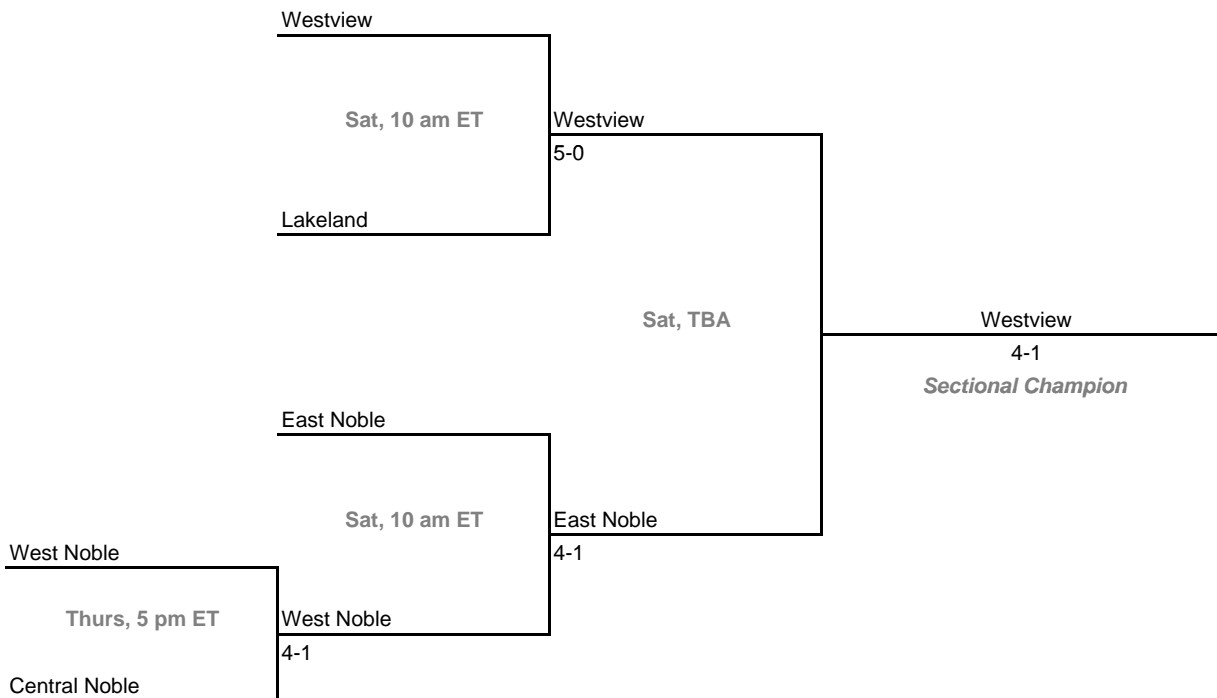 Westview
Sat, 10 am ET
Westview
5-0
Lakeland
Sat, TBA
Westview
4-1
Sectional Champion
East Noble
Sat, 10 am ET
East Noble
4-1
West Noble
Thurs, 5 pm ET
West Noble
4-1
Central Noble